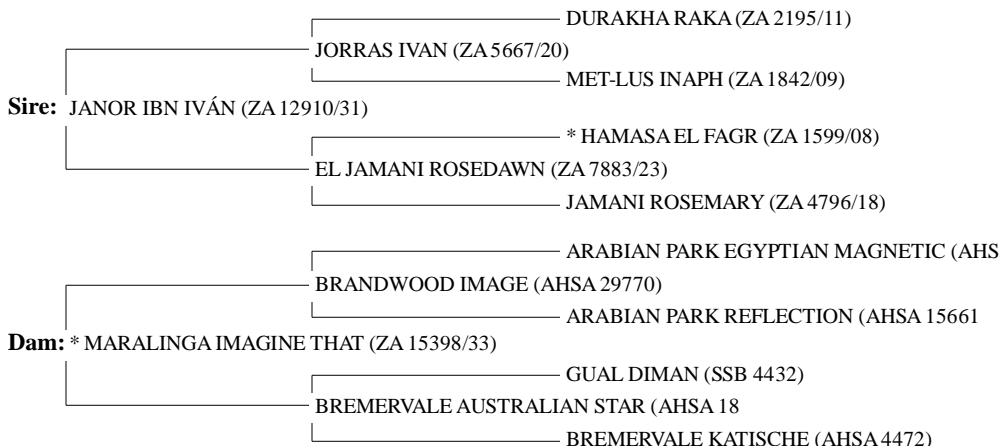 DURAKHA RAKA (ZA 2195/11)
JORRAS IVAN (ZA 5667/20)
MET-LUS INAPH (ZA 1842/09)
Sire: JANOR IBN IVÁN (ZA 12910/31)
* HAMASA EL FAGR (ZA 1599/08)
EL JAMANI ROSEDAWN (ZA 7883/23)
JAMANI ROSEMARY (ZA 4796/18)
ARABIAN PARK EGYPTIAN MAGNETIC (AHS
BRANDWOOD IMAGE (AHSA 29770)
ARABIAN PARK REFLECTION (AHSA 15661
Dam: * MARALINGA IMAGINE THAT (ZA 15398/33)
GUAL DIMAN (SSB 4432)
BREMERVALE AUSTRALIAN STAR (AHSA 18
BREMERVALE KATISCHE (AHSA 4472)